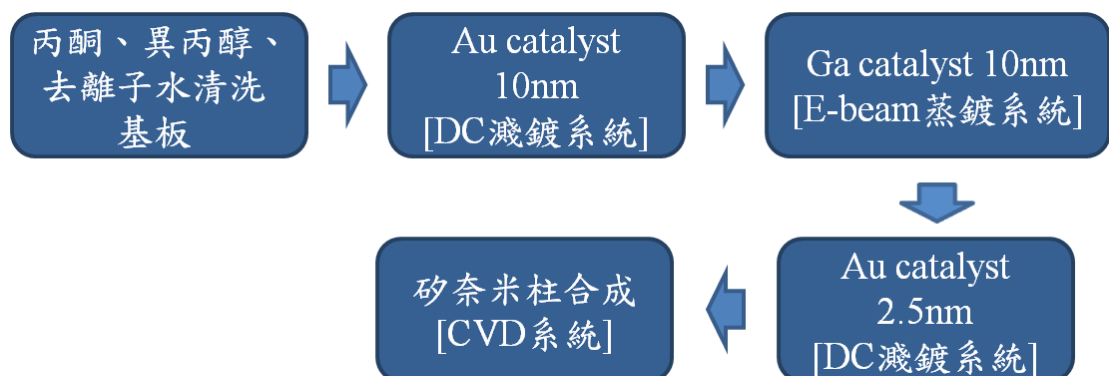 丙酮、異丙醇、
去離子水清洗
基板
Au catalyst
10nm
[DC濺鍍系統]
Ga catalyst 10nm
[E-beam蒸鍍系統]
Au catalyst
2.5nm
[DC濺鍍系統]
矽奈米柱合成
[CVD系統]